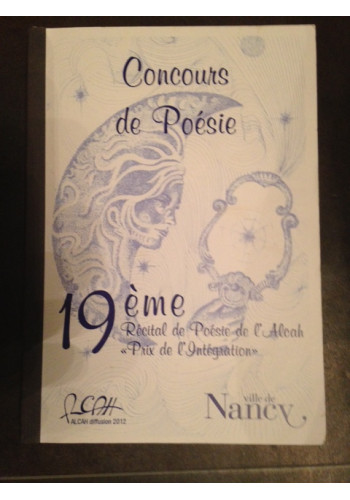 Concours
de Poésie
19ème
Récital de Poésie de l'Alcah
«Prix de l'Intégration»
ALCAH
ALCAH diffusion 2012
ville de
Nancy